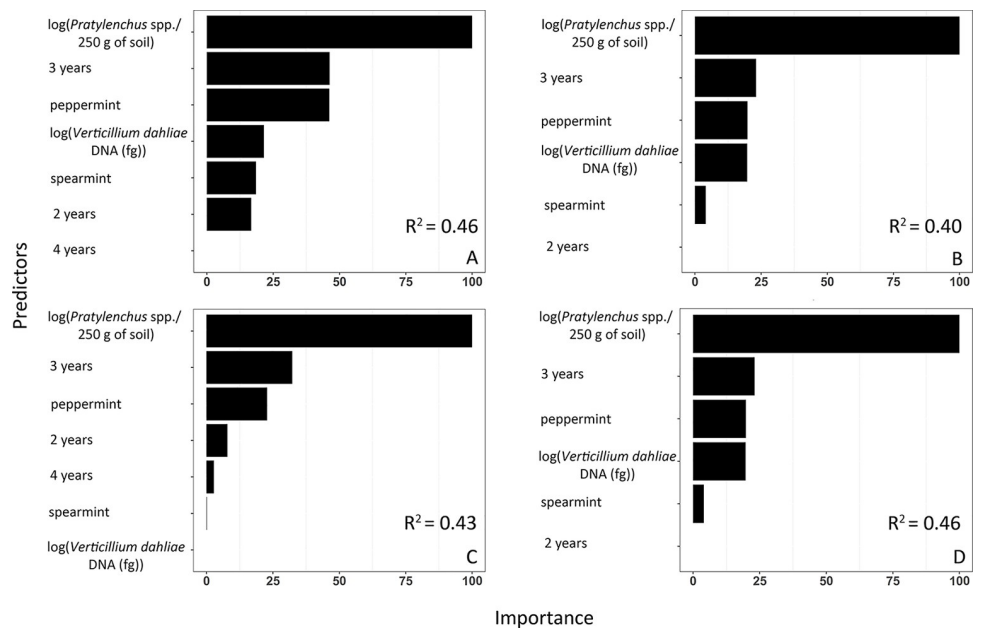 Predictors
log(Pratylenchus spp./
250 g of soil)
3 years
peppermint
log(Verticillium dahliae
DNA (fg))
spearmint
2 years
4 years
R² = 0.46
A
0 25 50 75 100
log(Pratylenchus spp./
250 g of soil)
3 years
peppermint
log(Verticillium dahliae
DNA (fg))
spearmint
2 years
R² = 0.40
B
0 25 50 75 100
log(Pratylenchus spp./
250 g of soil)
3 years
peppermint
2 years
4 years
spearmint
log(Verticillium dahliae
DNA (fg))
R² = 0.43
C
0 25 50 75 100
log(Pratylenchus spp./
250 g of soil)
3 years
peppermint
log(Verticillium dahliae
DNA (fg))
spearmint
2 years
R² = 0.46
D
0 25 50 75 100
Importance